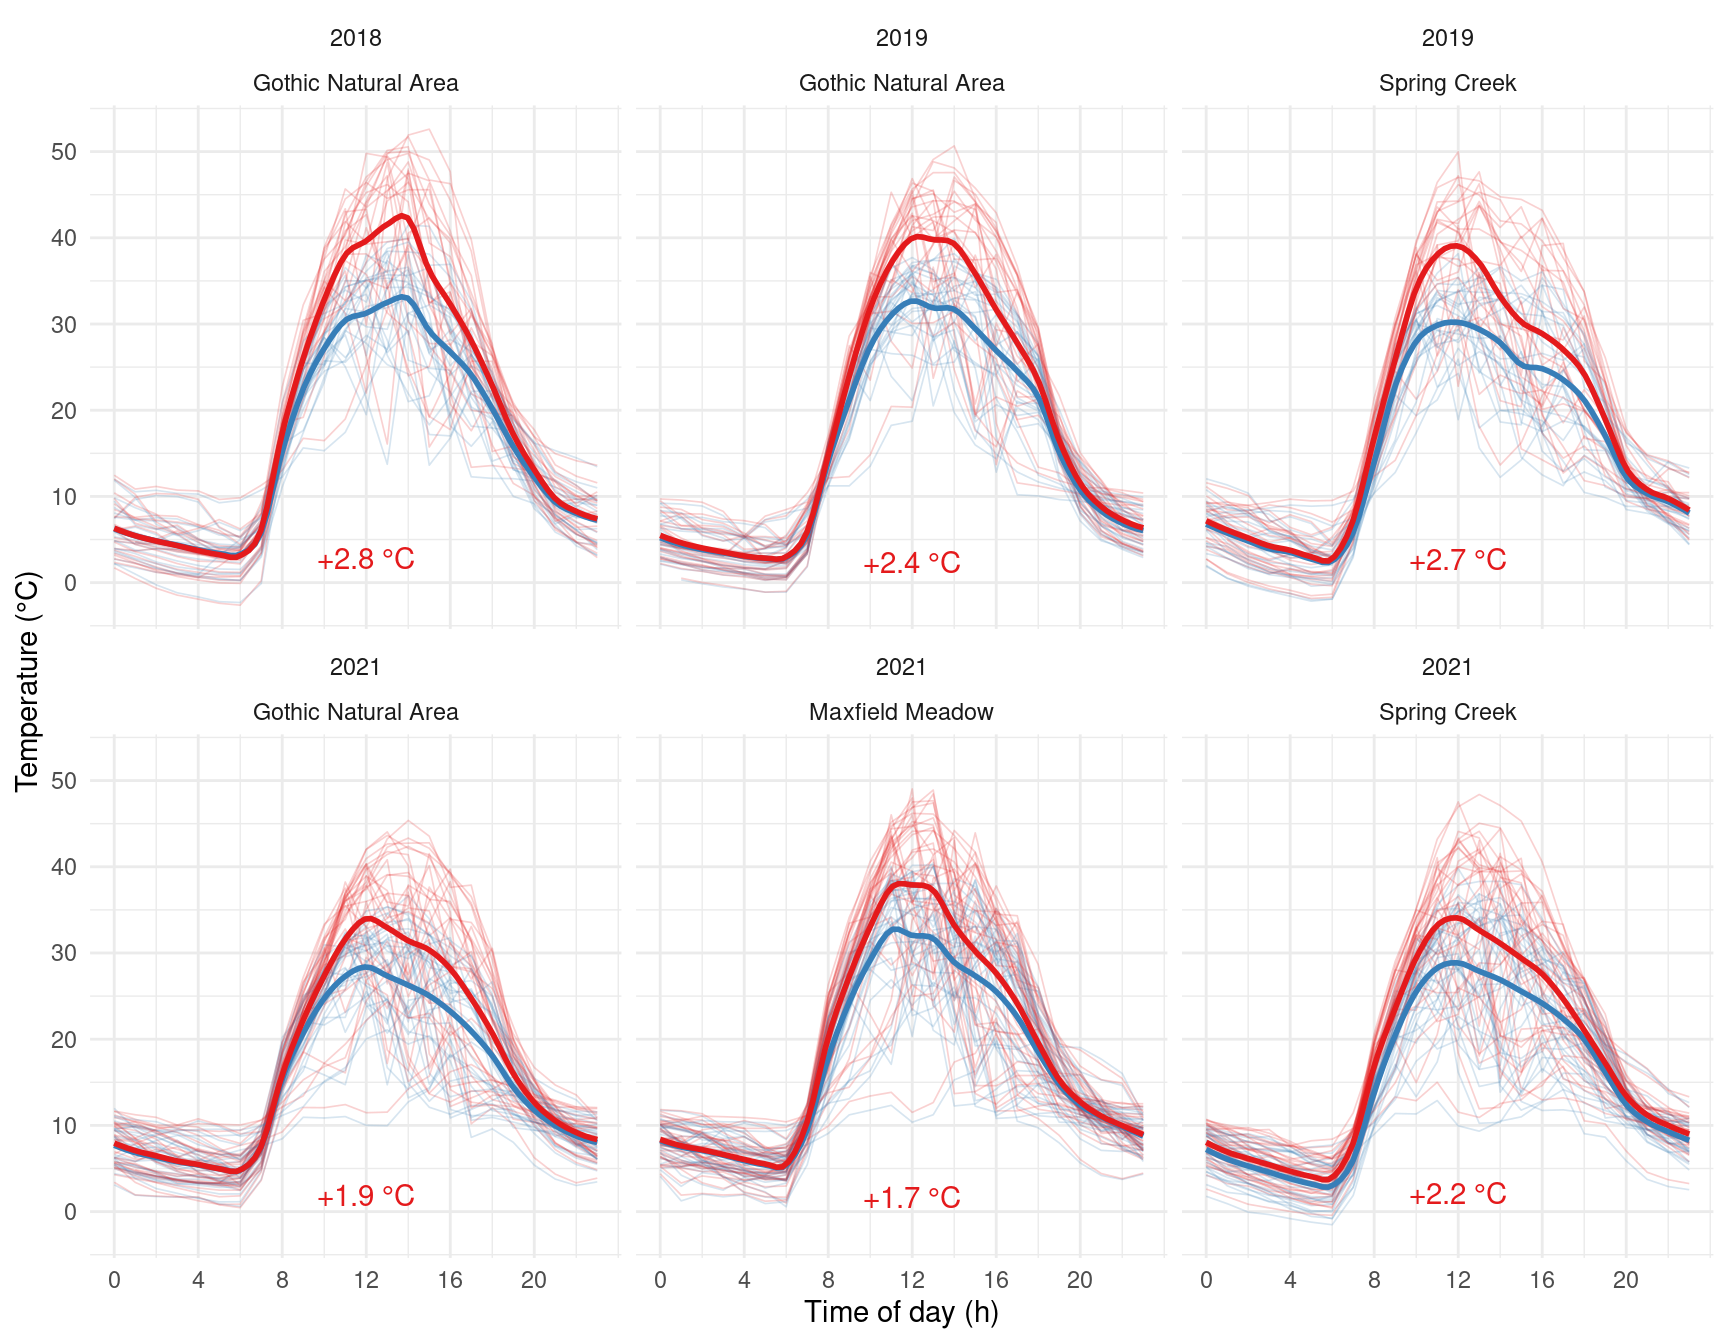 2018
2019
2019
Gothic Natural Area
Gothic Natural Area
Spring Creek
50
40
30
20
10
0
+2.8 °C
+2.4 °C
+2.7 °C
Temperature (°C)
2021
2021
2021
Gothic Natural Area
Maxfield Meadow
Spring Creek
50
40
30
20
10
0
+1.9 °C
+1.7 °C
+2.2 °C
0 4 8 12 16 20
0 4 8 12 16 20
0 4 8 12 16 20
Time of day (h)